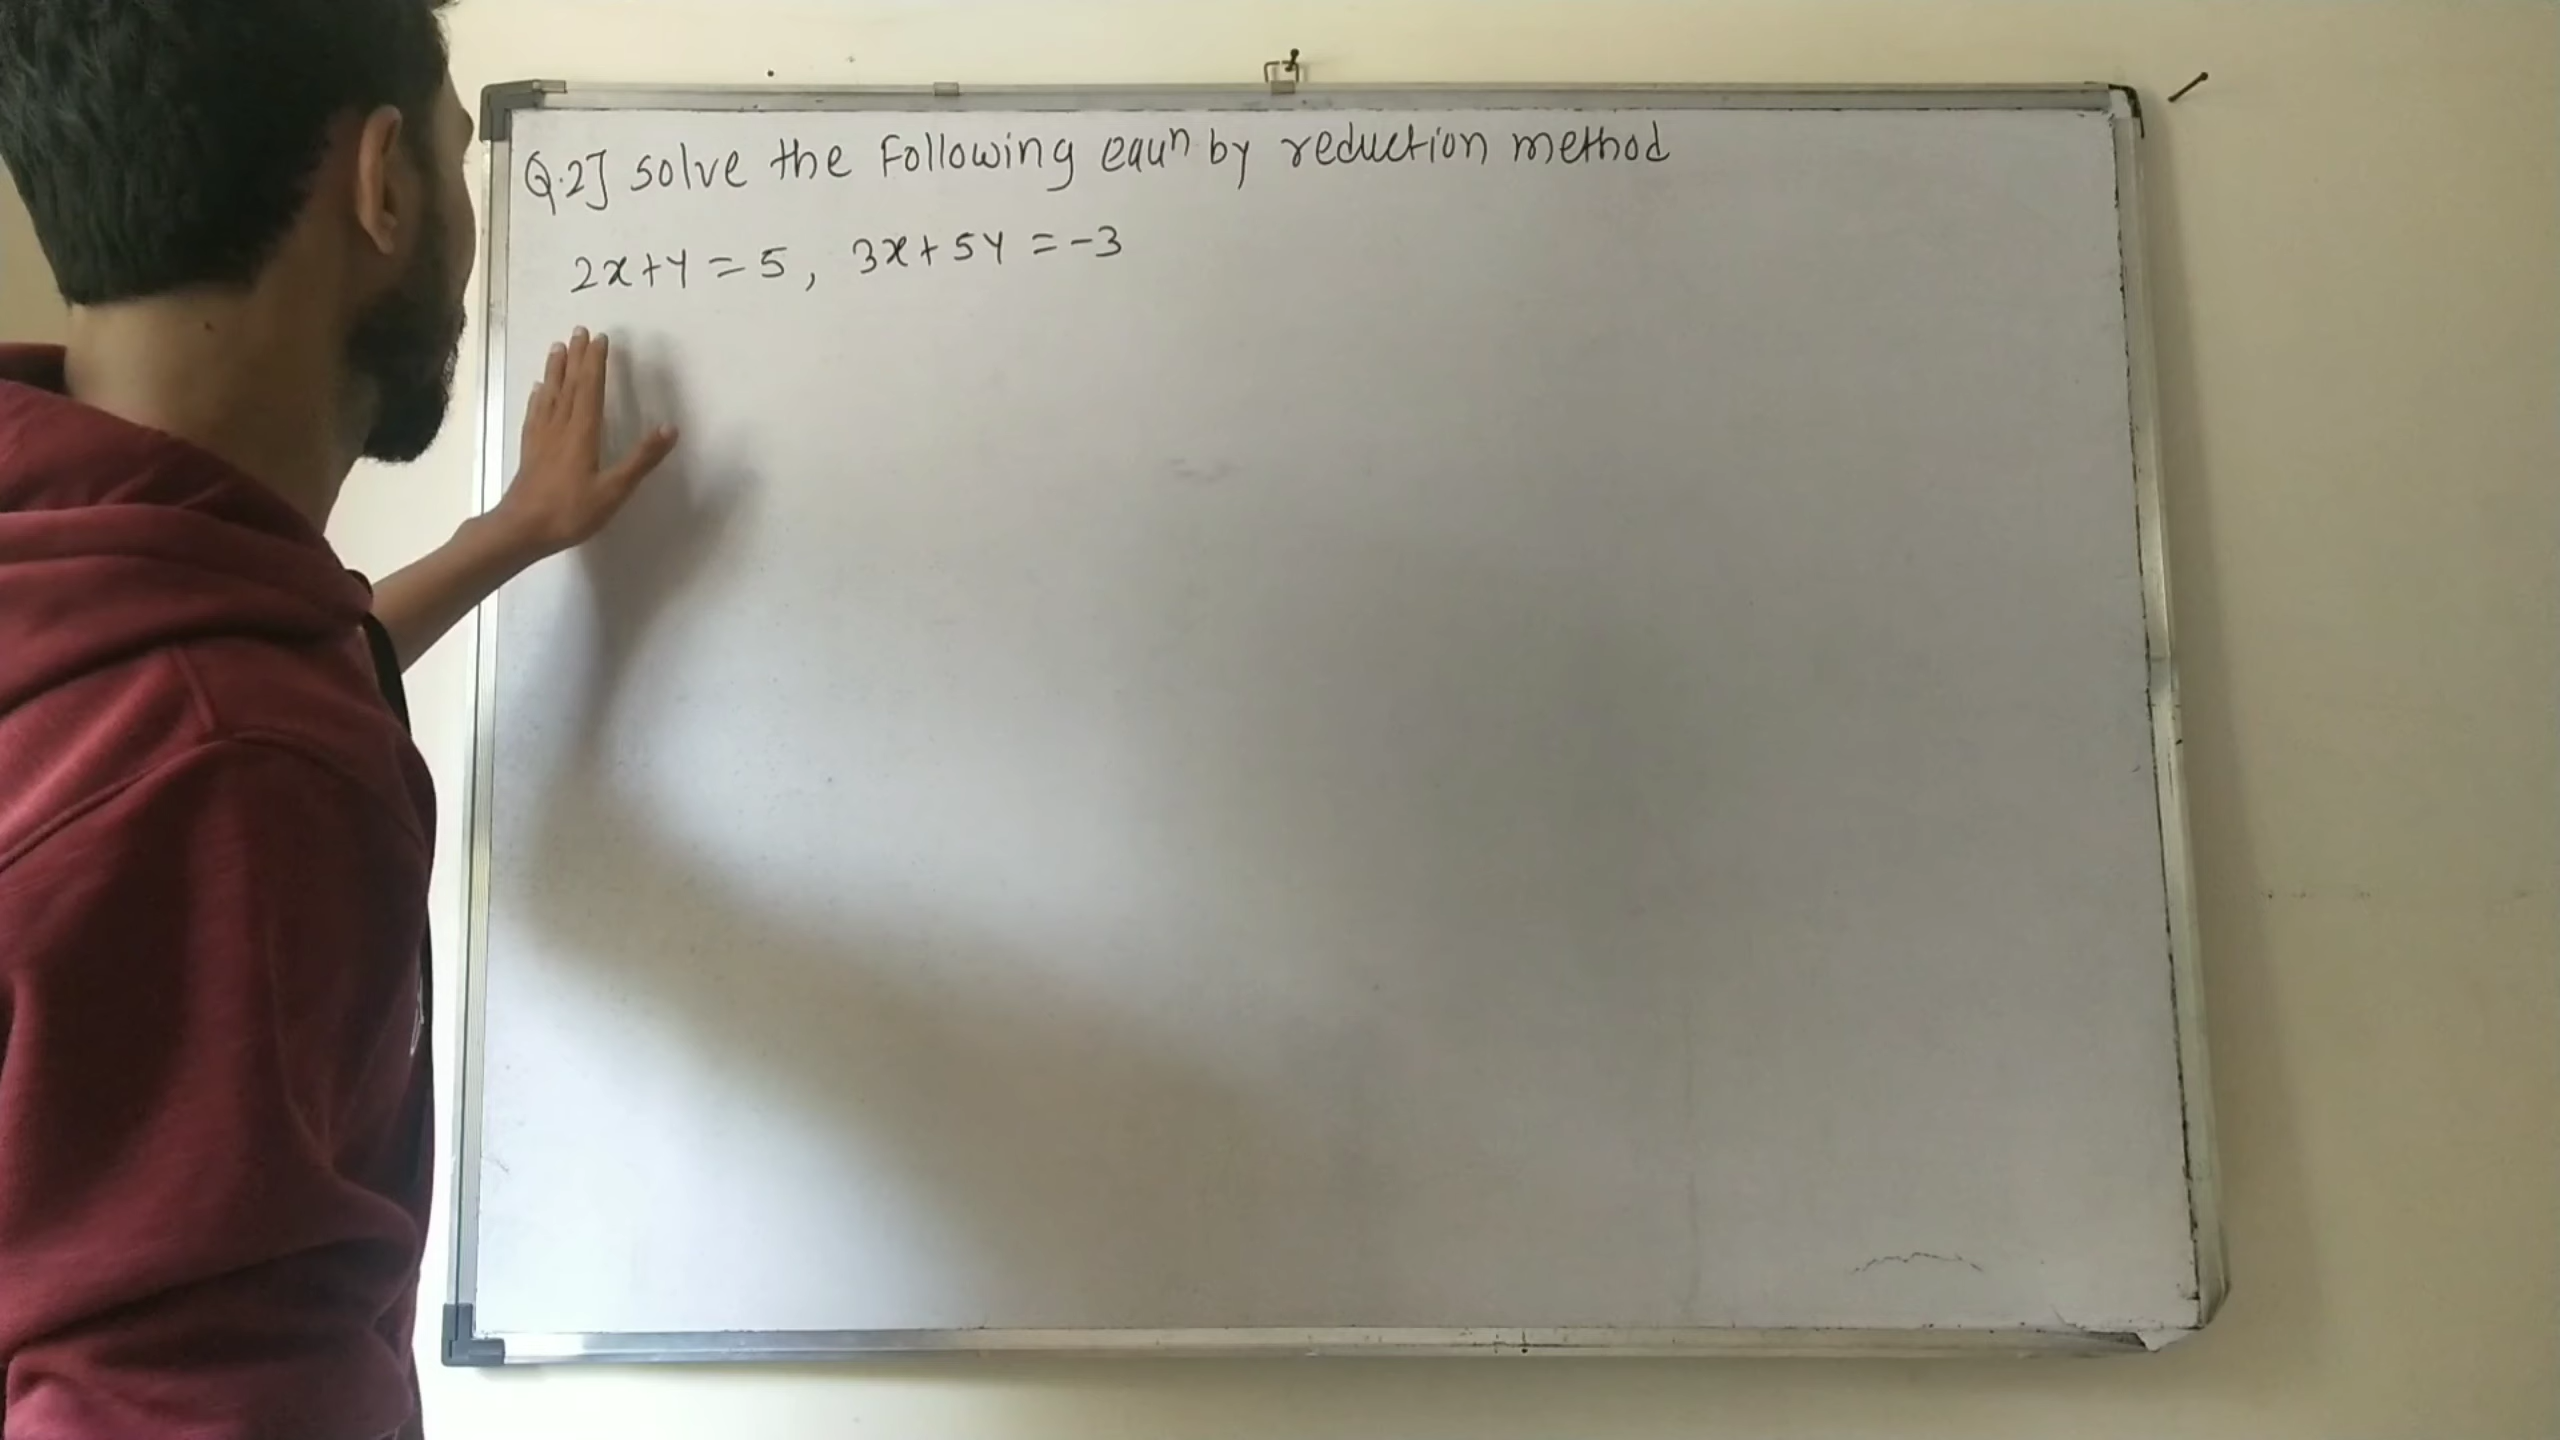 Q.2] solve the Following equn by reduction method
2x+y = 5, 3x+5y = -3